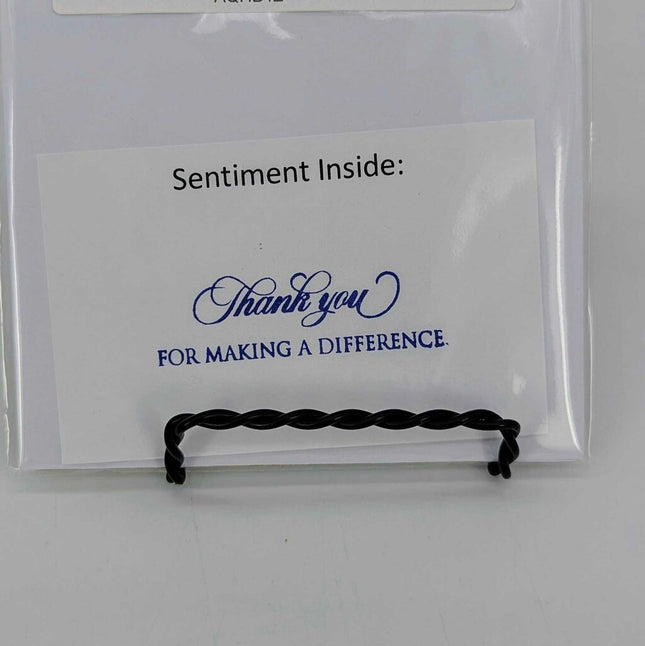 Sentiment Inside:
Thank you
FOR MAKING A DIFFERENCE.